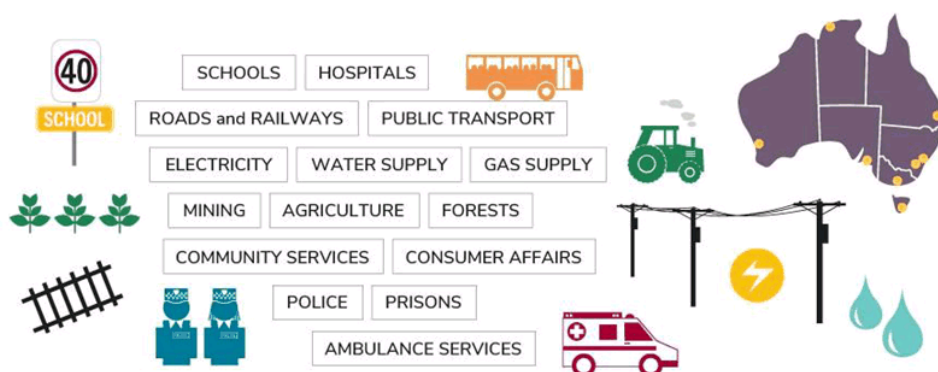 40
SCHOOL
SCHOOLS HOSPITALS
ROADS and RAILWAYS PUBLIC TRANSPORT
ELECTRICITY WATER SUPPLY GAS SUPPLY
MINING AGRICULTURE FORESTS
COMMUNITY SERVICES CONSUMER AFFAIRS
POLICE PRISONS
AMBULANCE SERVICES